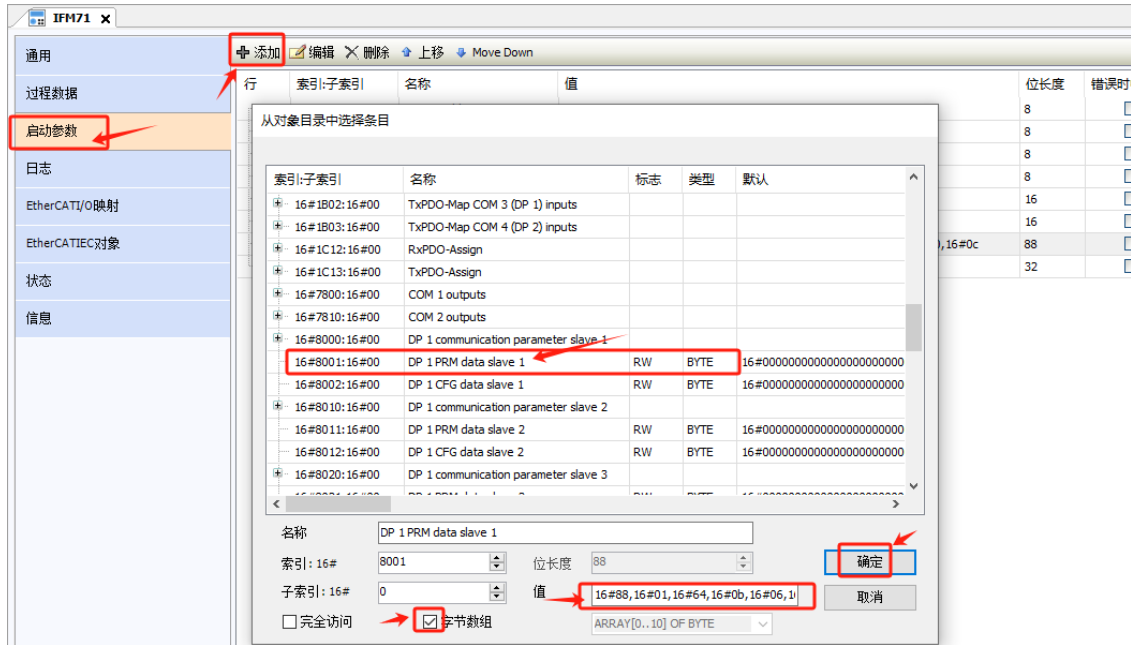 IFM71 X
通用
过程数据
启动参数
日志
EtherCATI/O映射
EtherCATIEC对象
状态
信息
添加 编辑 删除 上移 Move Down
行 索引:子索引 名称 值 位长度 错误时
8
8
8
8
16
16
,16#0c 88
32
从对象目录中选择条目
索引:子索引 名称 标志 类型 默认
16#1B02:16#00 TxPDO-Map COM 3 (DP 1) inputs
16#1B03:16#00 TxPDO-Map COM 4 (DP 2) inputs
16#1C12:16#00 RxPDO-Assign
16#1C13:16#00 TxPDO-Assign
16#7800:16#00 COM 1 outputs
16#7810:16#00 COM 2 outputs
16#8000:16#00 DP 1 communication parameter slave 1
16#8001:16#00 DP 1 PRM data slave 1 RW BYTE 16#0000000000000000000000
16#8002:16#00 DP 1 CFG data slave 1 RW BYTE 16#0000000000000000000000
16#8010:16#00 DP 1 communication parameter slave 2
16#8011:16#00 DP 1 PRM data slave 2 RW BYTE 16#0000000000000000000000
16#8012:16#00 DP 1 CFG data slave 2 RW BYTE 16#0000000000000000000000
16#8020:16#00 DP 1 communication parameter slave 3
名称 DP 1 PRM data slave 1
索引: 16# 8001 位长度 88 确定
子索引: 16# 0 值 16#88,16#01,16#64,16#0b,16#06,1 取消
完全访问 字节数组 ARRAY[0..10] OF BYTE